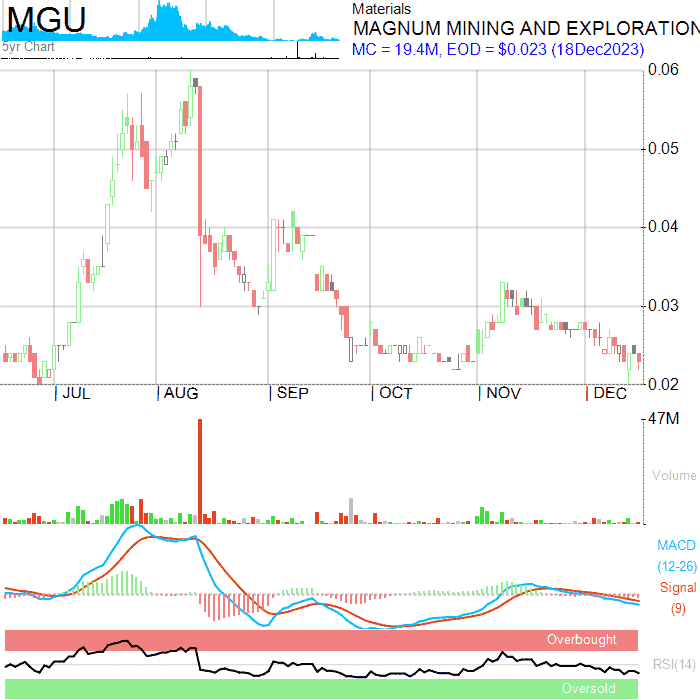 MGU
5yr Chart
Materials
MAGNUM MINING AND EXPLORATION
MC = 19.4M, EOD = $0.023 (18Dec2023)
0.06
0.05
0.04
0.03
0.02
JUL AUG SEP OCT NOV DEC
47M
Volume
MACD
(12-26)
Signal
(9)
Overbought
RSI(14)
Oversold